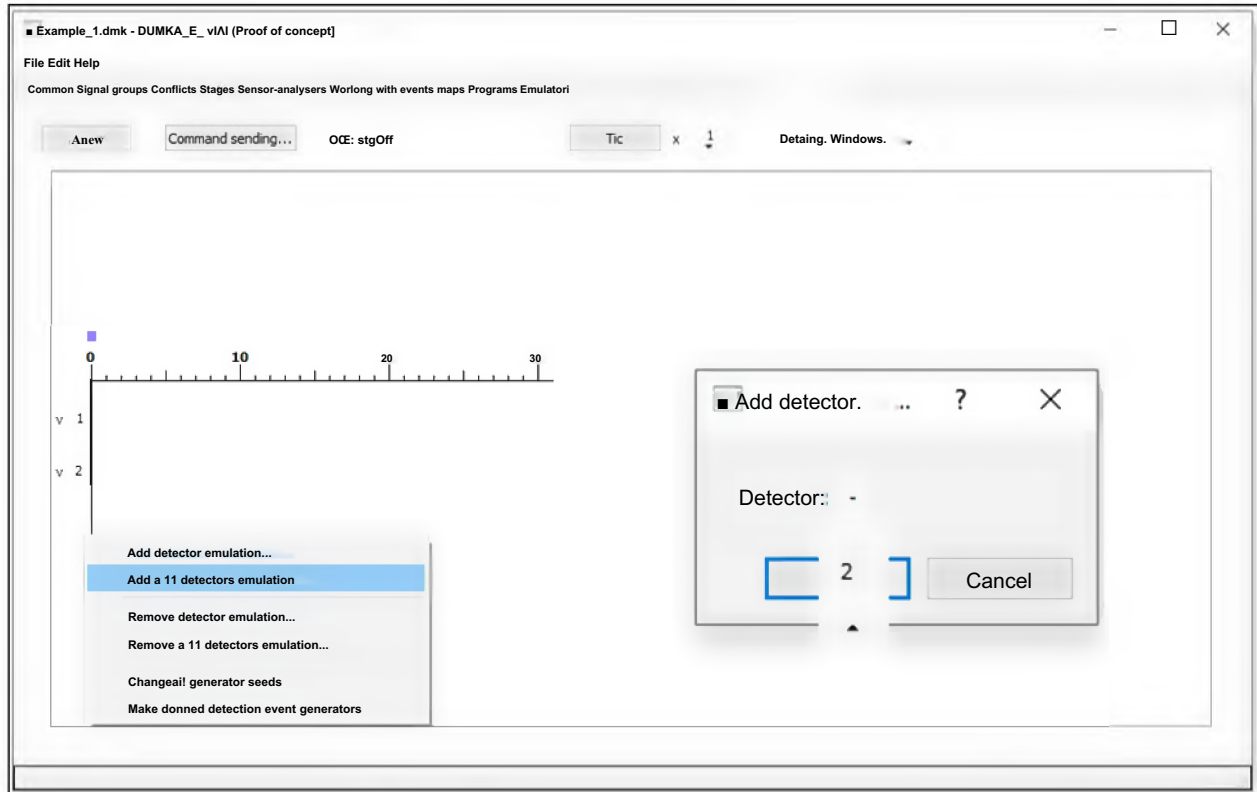 Example_1.dmk - DUMKA_E_ vIΛI (Proof of concept]
File Edit Help
Common Signal groups Conflicts Stages Sensor-analysers Worlong with events maps Programs Emulatori
Anew Command sending... OŒ: stgOff Tic x 1 Detaing. Windows.
0 10 20 30
v 1
v 2
Add detector emulation...
Add a 11 detectors emulation
Remove detector emulation...
Remove a 11 detectors emulation...
Changeai! generator seeds
Make donned detection event generators
Add detector. .. ?
Detector: -
2 Cancel